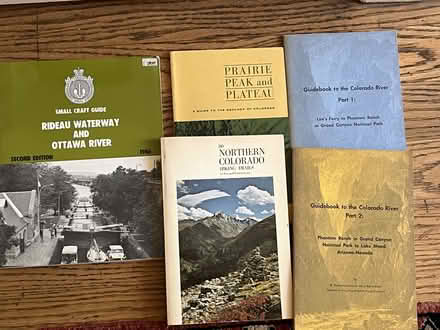 SMALL CRAFT GUIDE
RIDEAU WATERWAY
AND
OTTAWA RIVER
SECOND EDITION
PRAIRIE
PEAK and
PLATEAU
A GUIDE TO THE GEOLOGY OF COLORADO
50
NORTHERN
COLORADO
HIKING TRAILS
Guidebook to the Colorado River
Part 1:
Lee's Ferry to Phantom Ranch
in Grand Canyon
National Park
Guidebook to the Colorado River
Part 2:
Phantom Ranch in Grand Canyon
National Park to Lake Mead,
Arizona-Nevada